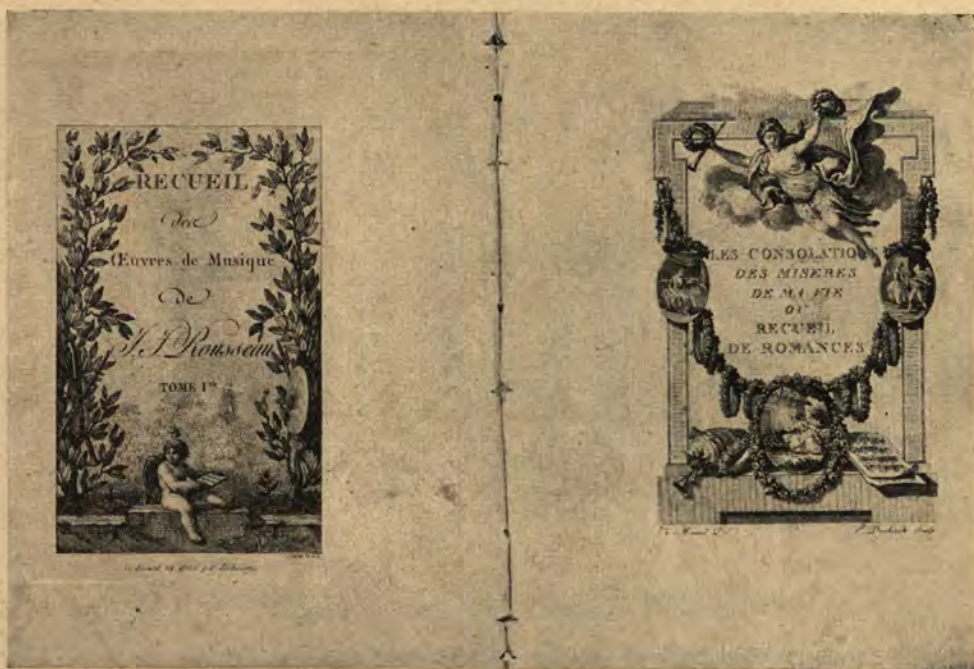 RECUEIL
des
Œuvres de Musique
de
J. J. Rousseau
TOME Ier
LES CONSOLATIONS
DES MISERES
DE MA VIE
OU
RECUEIL
DE ROMANCES